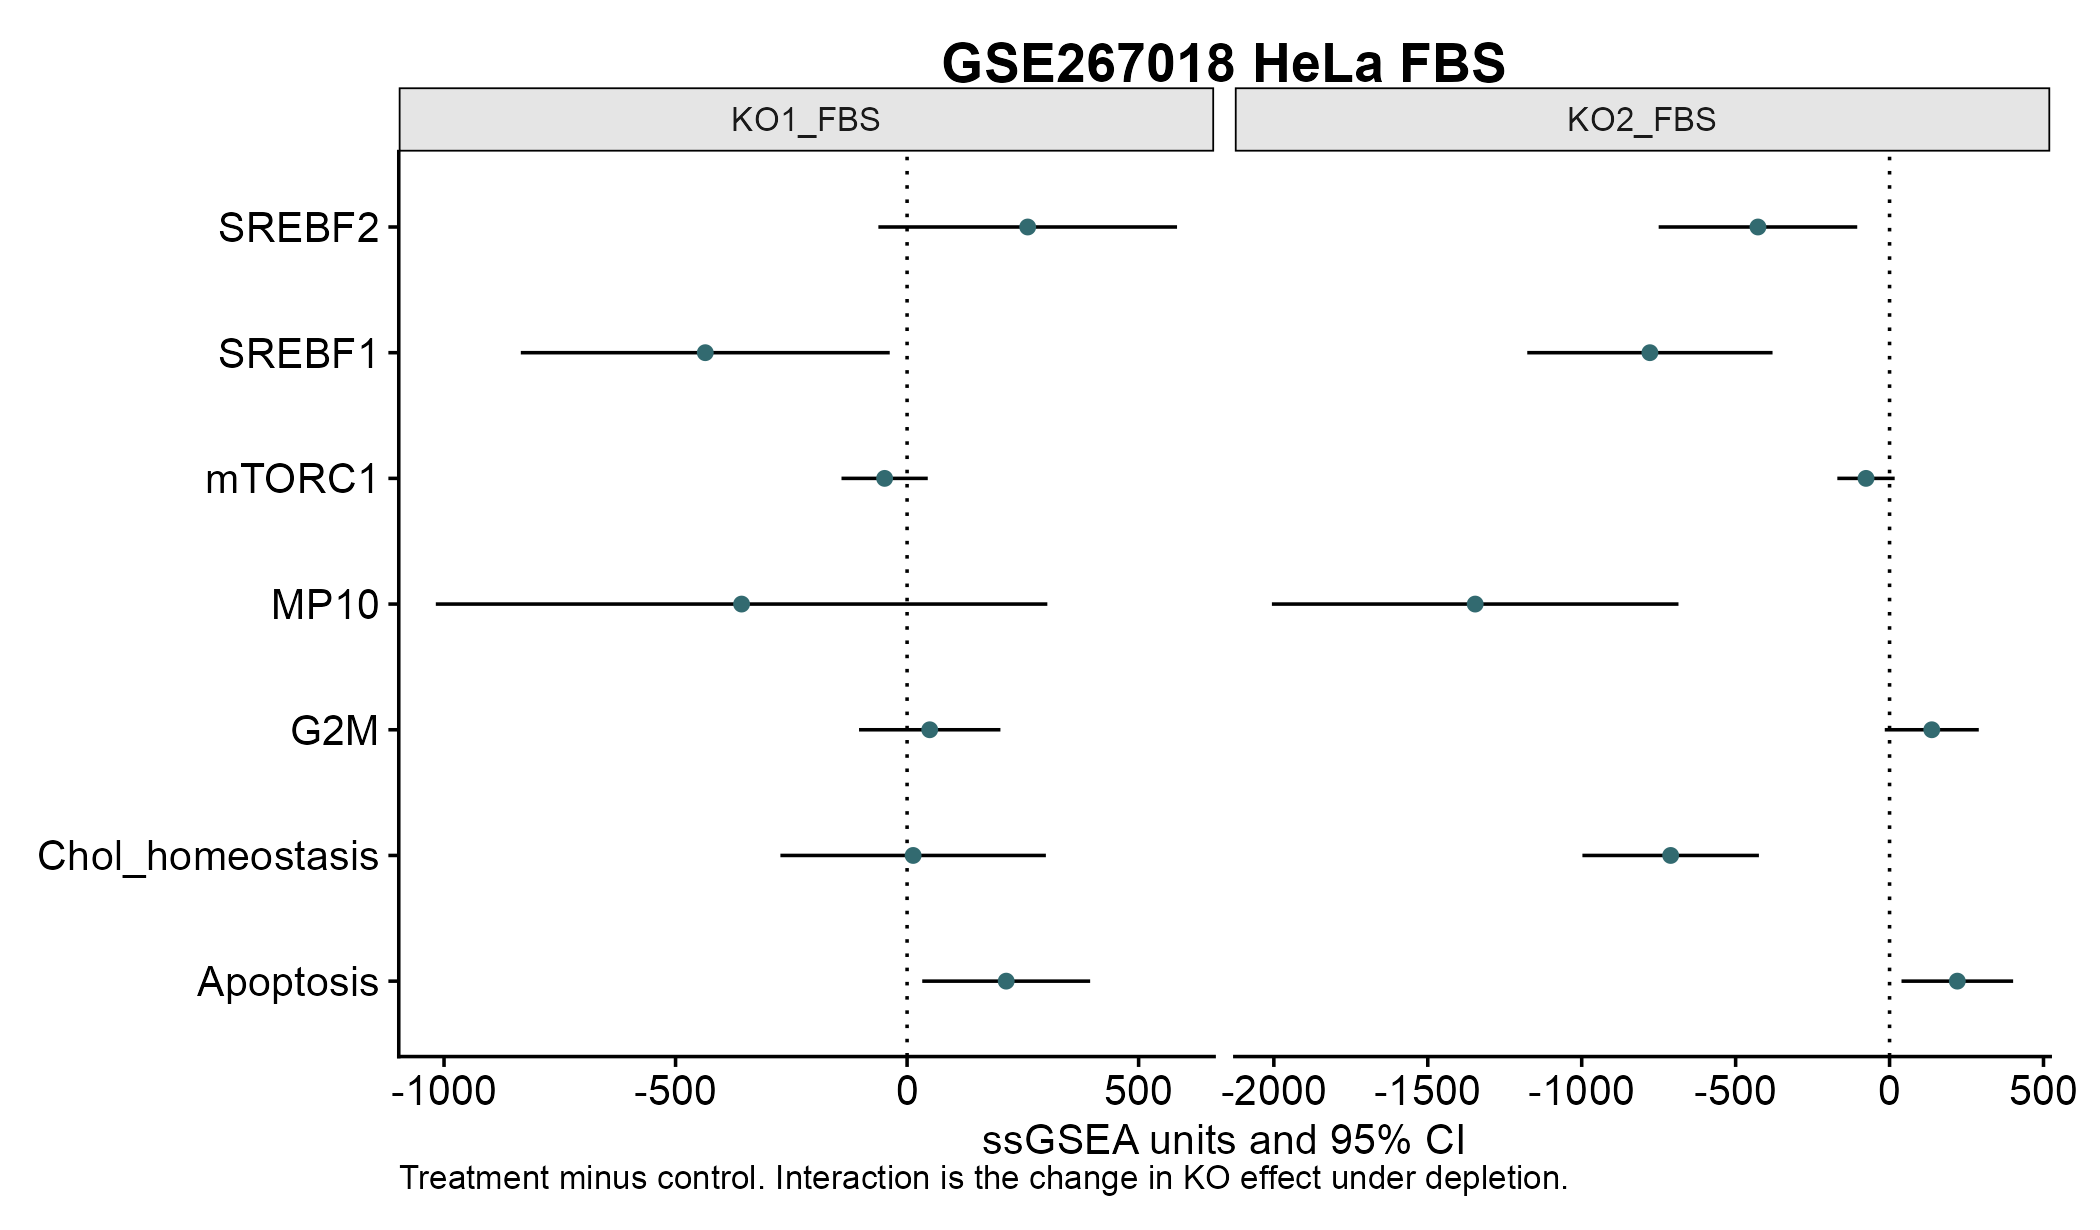 GSE267018 HeLa FBS
KO1_FBS KO2_FBS
SREBF2
SREBF1
mTORC1
MP10
G2M
Chol_homeostasis
Apoptosis
-1000 -500 0 500 -2000 -1500 -1000 -500 0 500
ssGSEA units and 95% CI
Treatment minus control. Interaction is the change in KO effect under depletion.